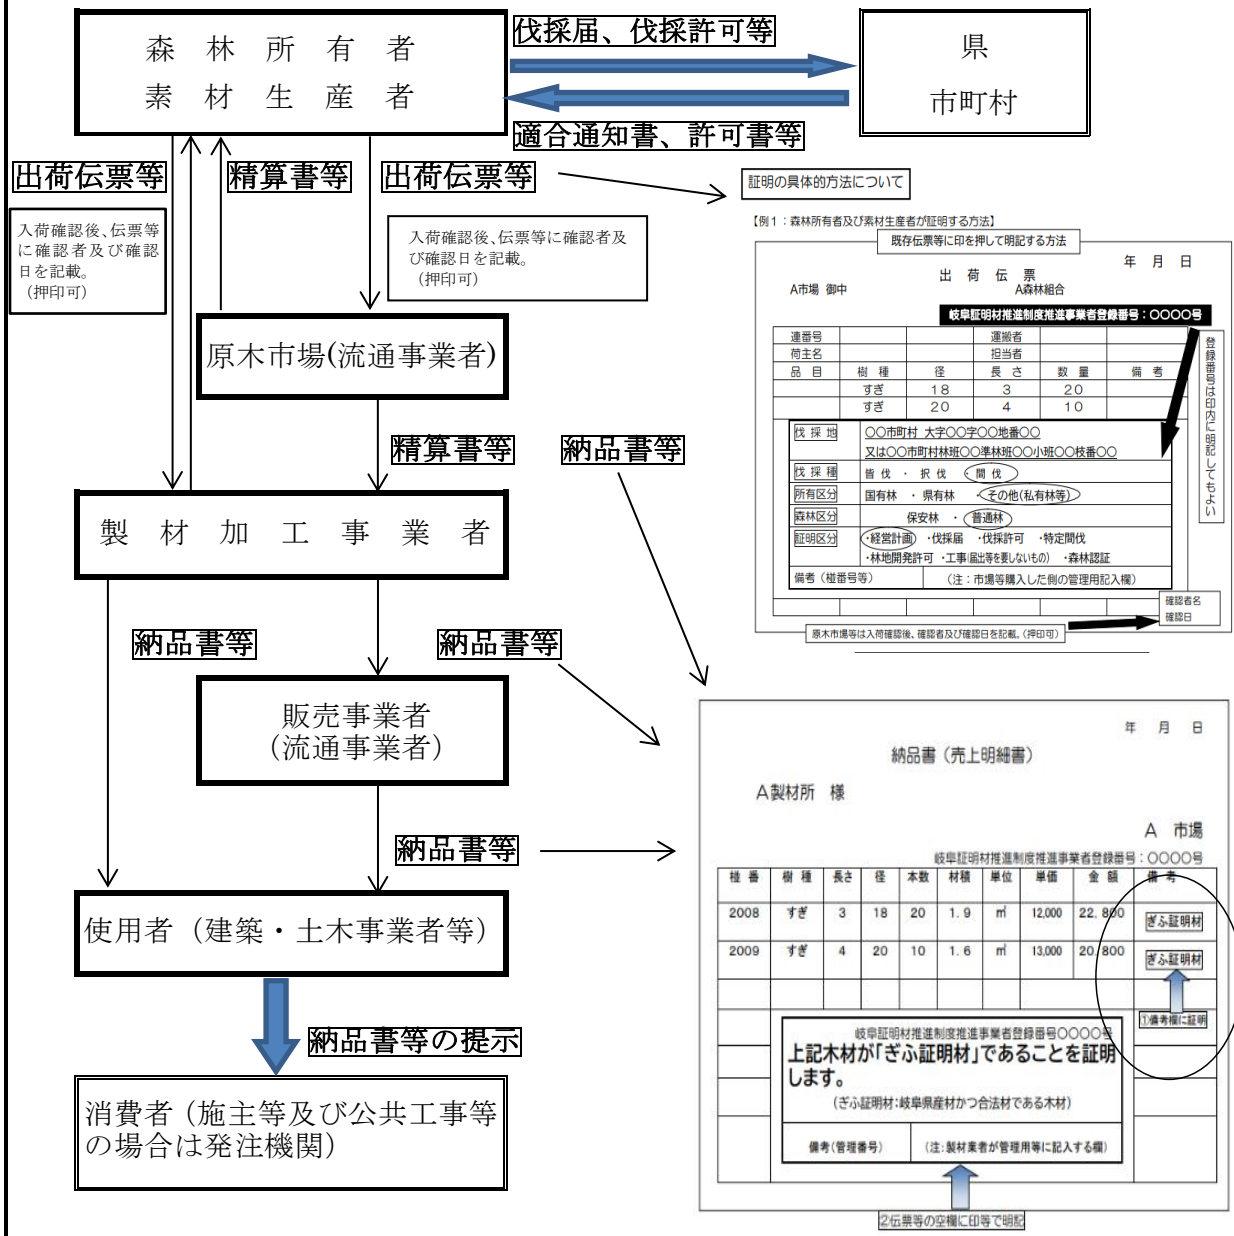 森林所有者
素材生産者
伐採届、伐採許可等
県
市町村
適合通知書、許可書等
出荷伝票等
精算書等
出荷伝票等
入荷確認後、伝票等
に確認者及び確認
日を記載。
（押印可）
入荷確認後、伝票等に確認者及
び確認日を記載。
（押印可）
原木市場(流通事業者)
精算書等
納品書等
製材加工事業者
納品書等
納品書等
販売事業者
（流通事業者）
納品書等
使用者（建築・土木事業者等）
納品書等の提示
消費者（施主等及び公共工事等
の場合は発注機関）
証明の具体的方法について
【例１：森林所有者及び素材生産者が証明する方法】
既存伝票等に印を押して明記する方法
年 月 日
出 荷 伝 票
A市場 御中
A森林組合
岐阜証明材推進制度推進事業者登録番号：〇〇〇〇号
連番号 運搬者
荷主名 担当者
品 目 樹 種 径 長 さ 数 量 備 考
すぎ 18 3 20
すぎ 20 4 10
伐 採 地 〇〇市町村 大字〇〇字〇〇地番〇〇
又は〇〇市町村林班〇〇準林班〇〇小班〇〇枝番〇〇
伐 採 種 皆 伐 ・ 択 伐 ・ 間 伐
所有区分 国有林 ・ 県有林 ・その他(私有林等)
森林区分 保安林 ・ 普通林
証明区分 ・経営計画 ・伐採届 ・伐採許可 ・特定間伐
・林地開発許可 ・工事(届出等を要しないもの) ・森林認証
備考（椪番号等） （注：市場等購入した側の管理用記入欄）
登録番号は印内に明記してもよい
確認者名
確認日
原木市場等は入荷確認後、確認者及び確認日を記載。（押印可）
年 月 日
納品書（売上明細書）
A製材所 様
A 市場
岐阜証明材推進制度推進事業者登録番号：〇〇〇〇号
椪 番 樹 種 長さ 径 本数 材積 単位 単価 金 額 備 考
2008 すぎ 3 18 20 1.9 ㎥ 12,000 22,800 ぎふ証明材
2009 すぎ 4 20 10 1.6 ㎥ 13,000 20,800 ぎふ証明材
①備考欄に証明
岐阜証明材推進制度推進事業者登録番号〇〇〇〇号
上記木材が「ぎふ証明材」であることを証明
します。
（ぎふ証明材：岐阜県産材かつ合法材である木材）
備考（管理番号） （注：製材業者が管理用等に記入する欄）
②伝票等の空欄に印等で明記